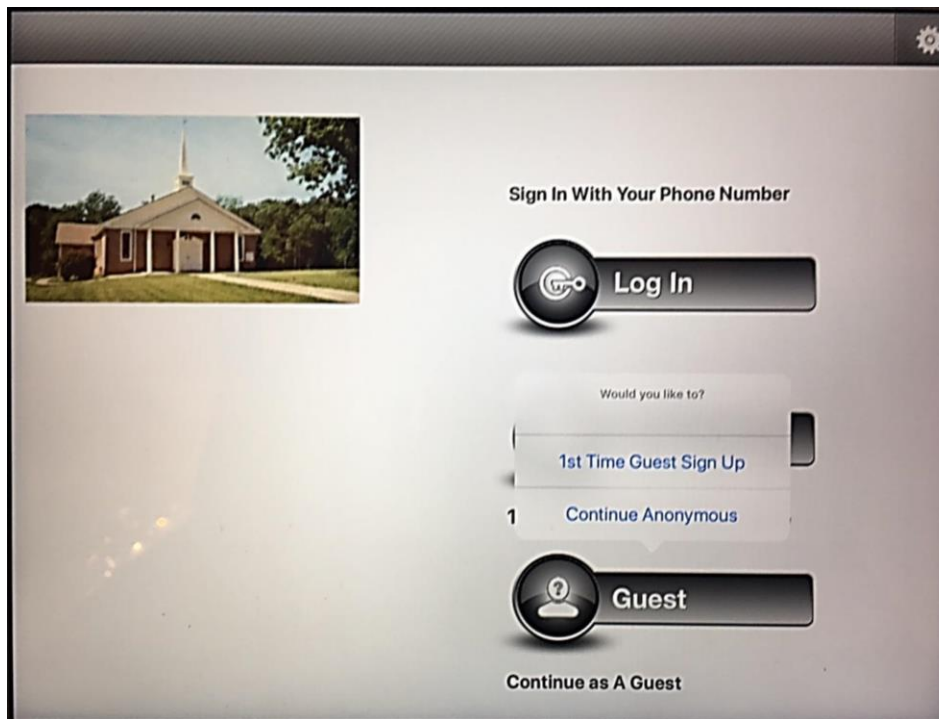 Sign In With Your Phone Number
Log In
Would you like to?
1st Time Guest Sign Up
Continue Anonymous
1
Guest
Continue as A Guest